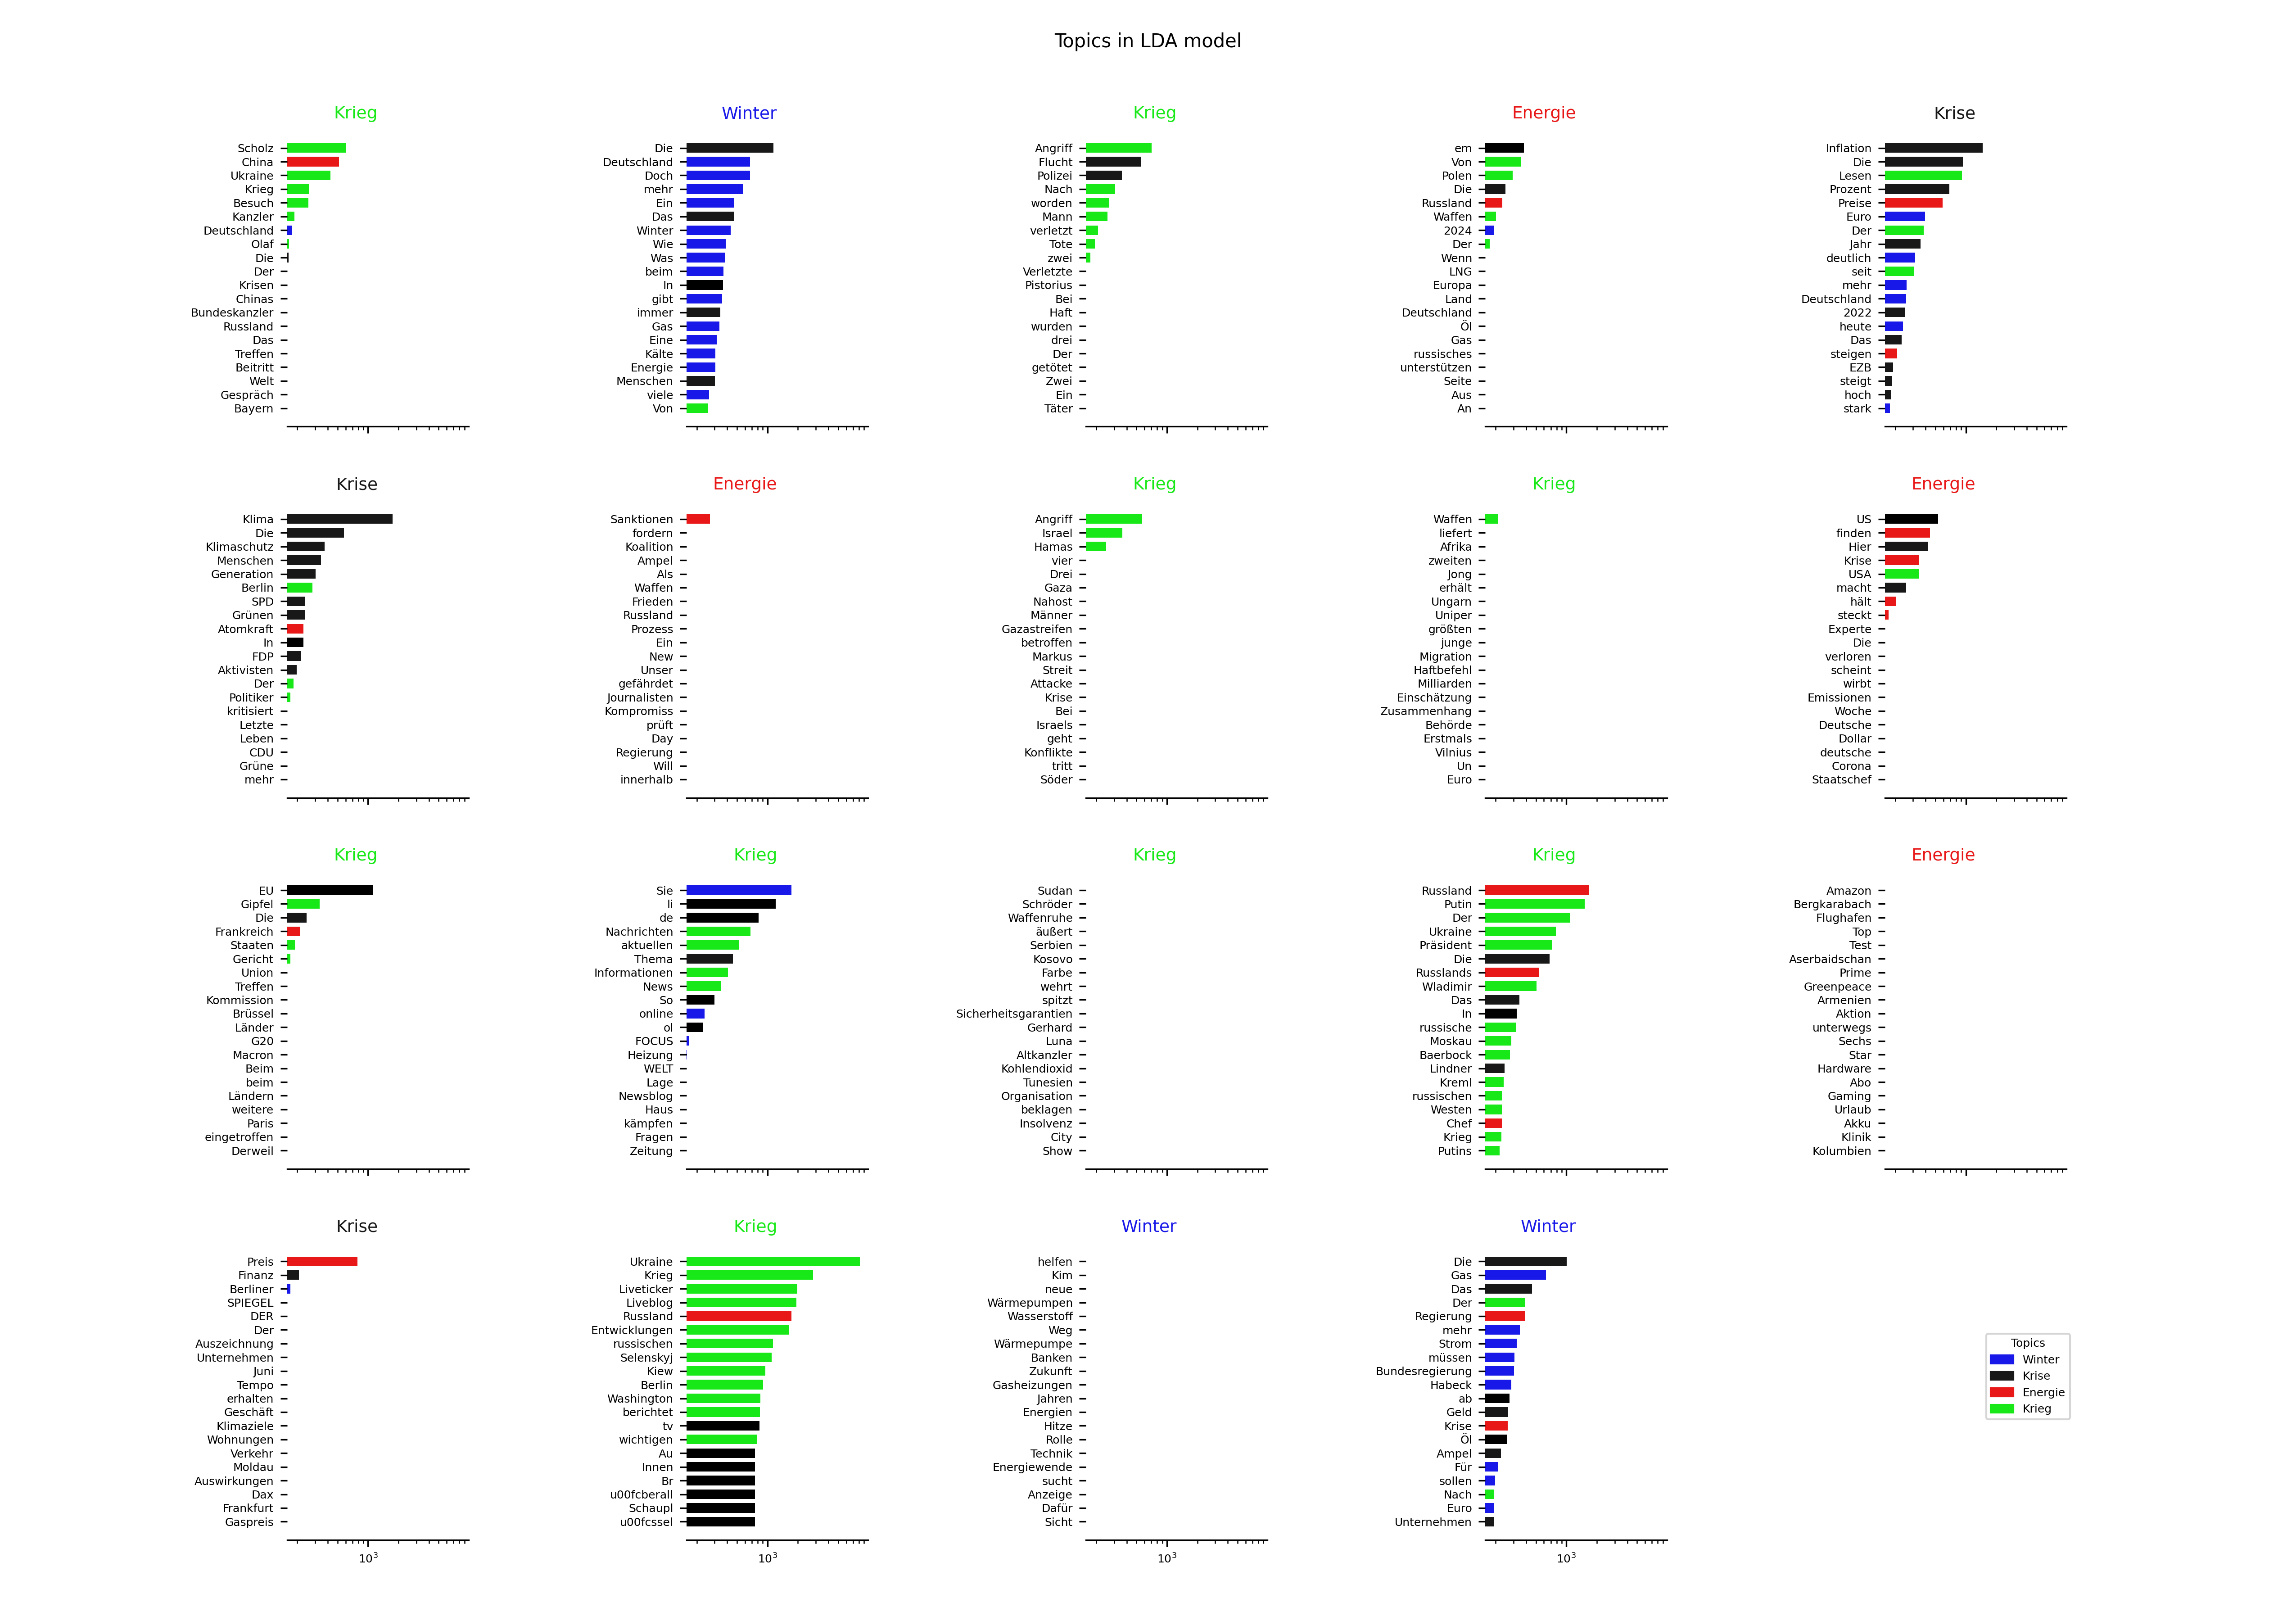 Topics in LDA model
Krieg
Scholz
China
Ukraine
Krieg
Besuch
Kanzler
Deutschland
Olaf
Die
Der
Krisen
Chinas
Bundeskanzler
Russland
Das
Treffen
Beitritt
Welt
Gespräch
Bayern
Winter
Die
Deutschland
Doch
mehr
Ein
Das
Winter
Wie
Was
beim
In
gibt
immer
Gas
Eine
Kälte
Energie
Menschen
viele
Von
Krieg
Angriff
Flucht
Polizei
Nach
worden
Mann
verletzt
Tote
zwei
Verletzte
Pistorius
Bei
Haft
wurden
drei
Der
getötet
Zwei
Ein
Täter
Energie
em
Von
Polen
Die
Russland
Waffen
2024
Der
Wenn
LNG
Europa
Land
Deutschland
Öl
Gas
russisches
unterstützen
Seite
Aus
An
Krise
Inflation
Die
Lesen
Prozent
Preise
Euro
Der
Jahr
deutlich
seit
mehr
Deutschland
2022
heute
Das
steigen
EZB
steigt
hoch
stark
Krise
Klima
Die
Klimaschutz
Menschen
Generation
Berlin
SPD
Grünen
Atomkraft
In
FDP
Aktivisten
Der
Politiker
kritisiert
Letzte
Leben
CDU
Grüne
mehr
Energie
Sanktionen
fordern
Koalition
Ampel
Als
Waffen
Frieden
Russland
Prozess
Ein
New
Unser
gefährdet
Journalisten
Kompromiss
prüft
Day
Regierung
Will
innerhalb
Krieg
Angriff
Israel
Hamas
vier
Drei
Gaza
Nahost
Männer
Gazastreifen
betroffen
Markus
Streit
Attacke
Krise
Bei
Israels
geht
Konflikte
tritt
Söder
Krieg
Waffen
liefert
Afrika
zweiten
Jong
erhält
Ungarn
Uniper
größten
junge
Migration
Haftbefehl
Milliarden
Einschätzung
Zusammenhang
Behörde
Erstmals
Vilnius
Un
Euro
Energie
US
finden
Hier
Krise
USA
macht
hält
steckt
Experte
Die
verloren
scheint
wirbt
Emissionen
Woche
Deutsche
Dollar
deutsche
Corona
Staatschef
Krieg
EU
Gipfel
Die
Frankreich
Staaten
Gericht
Union
Treffen
Kommission
Brüssel
Länder
G20
Macron
Beim
beim
Ländern
weitere
Paris
eingetroffen
Derweil
Krieg
Sie
li
de
Nachrichten
aktuellen
Thema
Informationen
News
So
online
ol
FOCUS
Heizung
WELT
Lage
Newsblog
Haus
kämpfen
Fragen
Zeitung
Krieg
Sudan
Schröder
Waffenruhe
äußert
Serbien
Kosovo
Farbe
wehrt
spitzt
Sicherheitsgarantien
Gerhard
Luna
Altkanzler
Kohlendioxid
Tunesien
Organisation
beklagen
Insolvenz
City
Show
Krieg
Russland
Putin
Der
Ukraine
Präsident
Die
Russlands
Wladimir
Das
In
russische
Moskau
Baerbock
Lindner
Kreml
russischen
Westen
Chef
Krieg
Putins
Energie
Amazon
Bergkarabach
Flughafen
Top
Test
Aserbaidschan
Prime
Greenpeace
Armenien
Aktion
unterwegs
Sechs
Star
Hardware
Abo
Gaming
Urlaub
Akku
Klinik
Kolumbien
Krise
Preis
Finanz
Berliner
SPIEGEL
DER
Der
Auszeichnung
Unternehmen
Juni
Tempo
erhalten
Geschäft
Klimaziele
Wohnungen
Verkehr
Moldau
Auswirkungen
Dax
Frankfurt
Gaspreis
10³
Krieg
Ukraine
Krieg
Liveticker
Liveblog
Russland
Entwicklungen
russischen
Selenskyj
Kiew
Berlin
Washington
berichtet
tv
wichtigen
Au
Innen
Br
u00fcberall
Schaupl
u00fcssel
10³
Winter
helfen
Kim
neue
Wärmepumpen
Wasserstoff
Weg
Wärmepumpe
Banken
Zukunft
Gasheizungen
Jahren
Energien
Hitze
Rolle
Technik
Energiewende
sucht
Anzeige
Dafür
Sicht
10³
Winter
Die
Gas
Das
Der
Regierung
mehr
Strom
müssen
Bundesregierung
Habeck
ab
Geld
Krise
Öl
Ampel
Für
sollen
Nach
Euro
Unternehmen
10³
Topics
Winter
Krise
Energie
Krieg